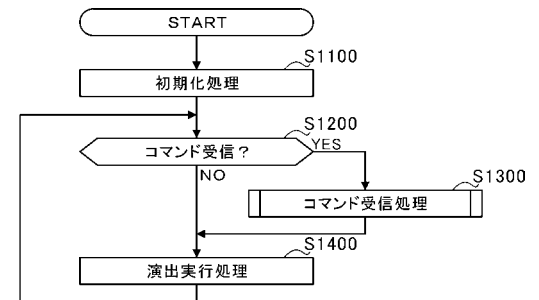 START
S1100
初期化処理
S1200
コマンド受信？
YES
NO
S1300
コマンド受信処理
S1400
演出実行処理